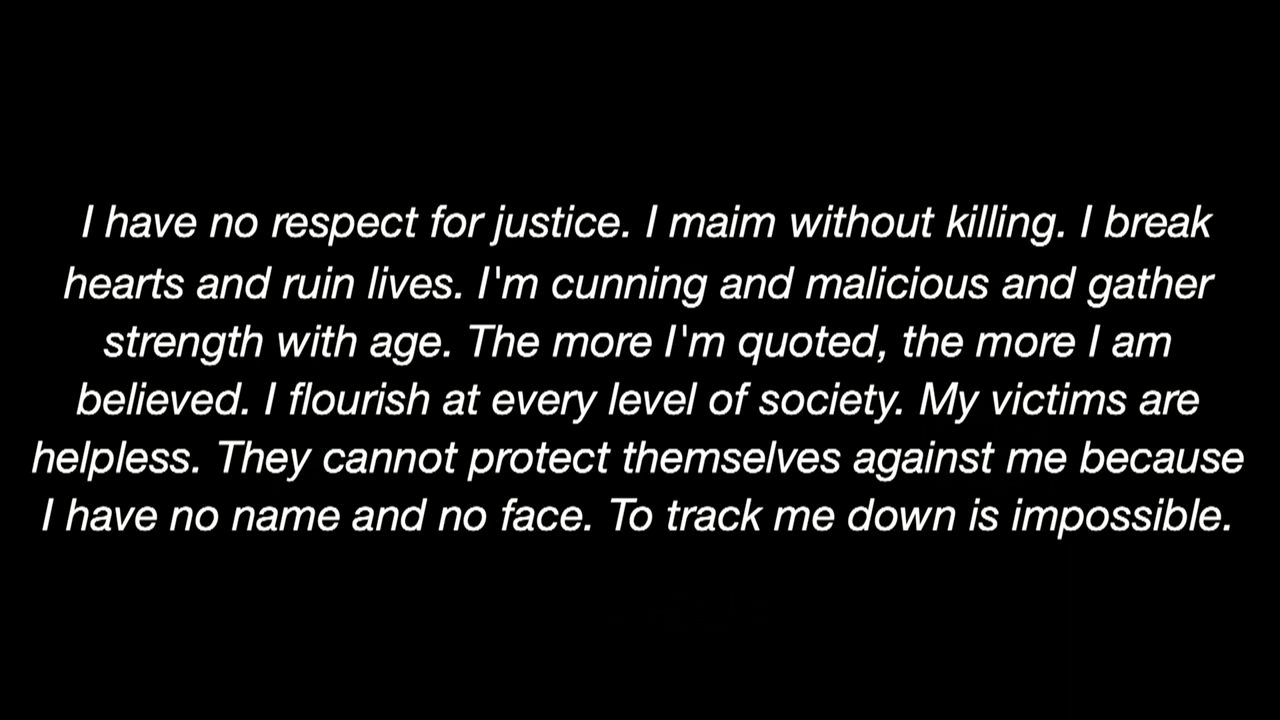 I have no respect for justice. I maim without killing. I break
hearts and ruin lives. I'm cunning and malicious and gather
strength with age. The more I'm quoted, the more I am
believed. I flourish at every level of society. My victims are
helpless. They cannot protect themselves against me because
I have no name and no face. To track me down is impossible.